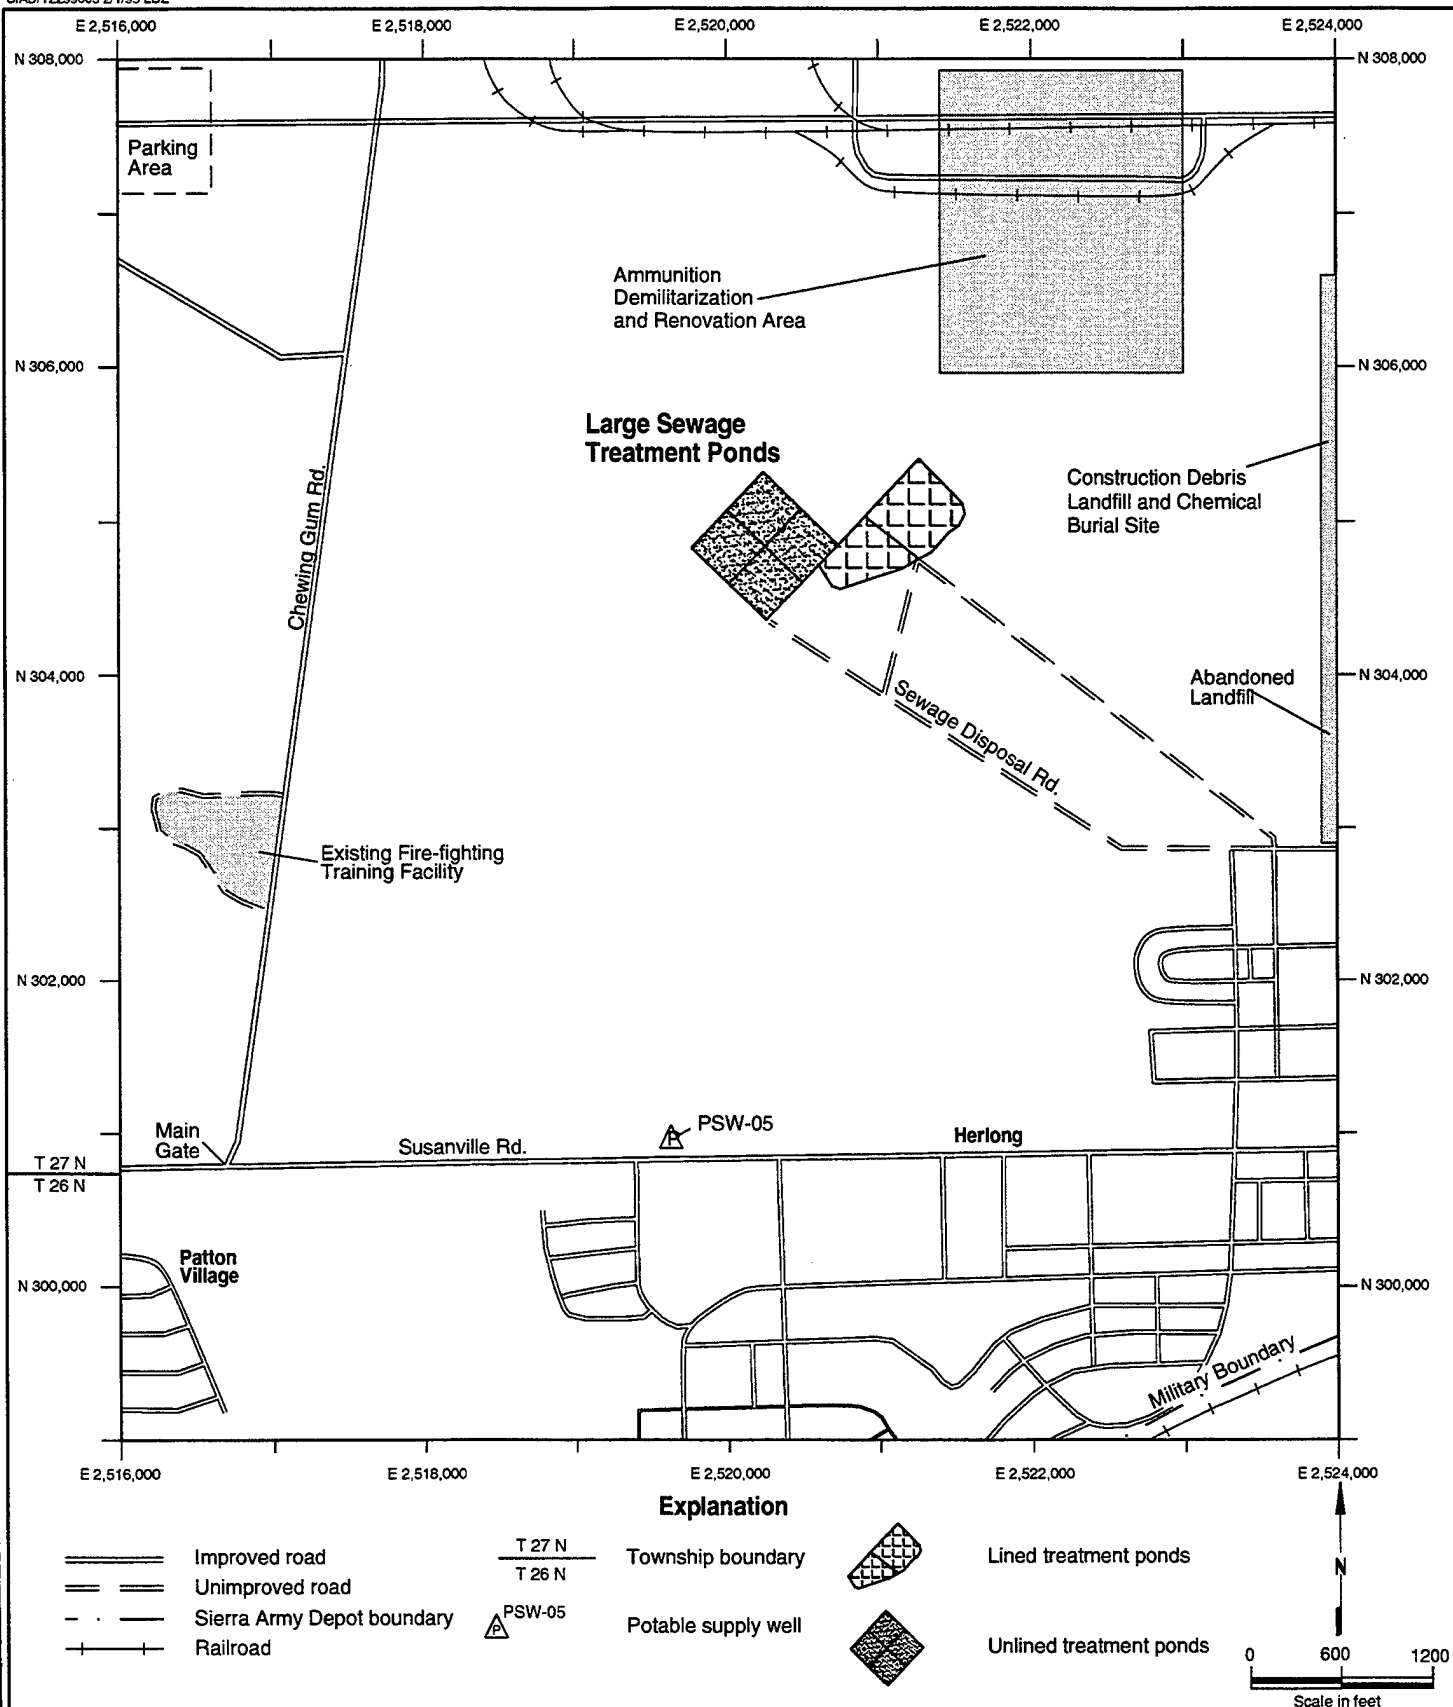 E 2,516,000
E 2,518,000
E 2,520,000
E 2,522,000
E 2,524,000
N 308,000
N 308,000
Parking
Area
Ammunition
Demilitarization
and Renovation Area
N 306,000
N 306,000
Large Sewage
Treatment Ponds
Chewing Gum Rd.
Construction Debris
Landfill and Chemical
Burial Site
N 304,000
N 304,000
Abandoned
Landfill
Sewage Disposal Rd.
Existing Fire-fighting
Training Facility
N 302,000
N 302,000
Main
Gate
Susanville Rd.
P
PSW-05
Herlong
T 27 N
T 26 N
Patton
Village
N 300,000
N 300,000
Military Boundary
E 2,516,000
E 2,518,000
E 2,520,000
E 2,522,000
E 2,524,000
Explanation
Improved road
Unimproved road
Sierra Army Depot boundary
Railroad
T 27 N
T 26 N
Township boundary
P
PSW-05
Potable supply well
Lined treatment ponds
Unlined treatment ponds
N
0 600 1200
Scale in feet